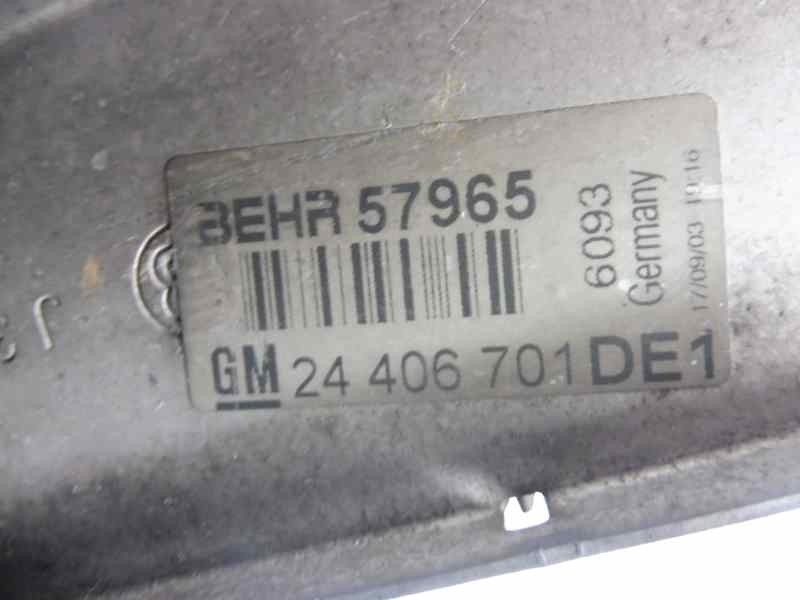 BEHR 57965
GM 24 406 701 DE1
6093
Germany
17/09/03 19:16